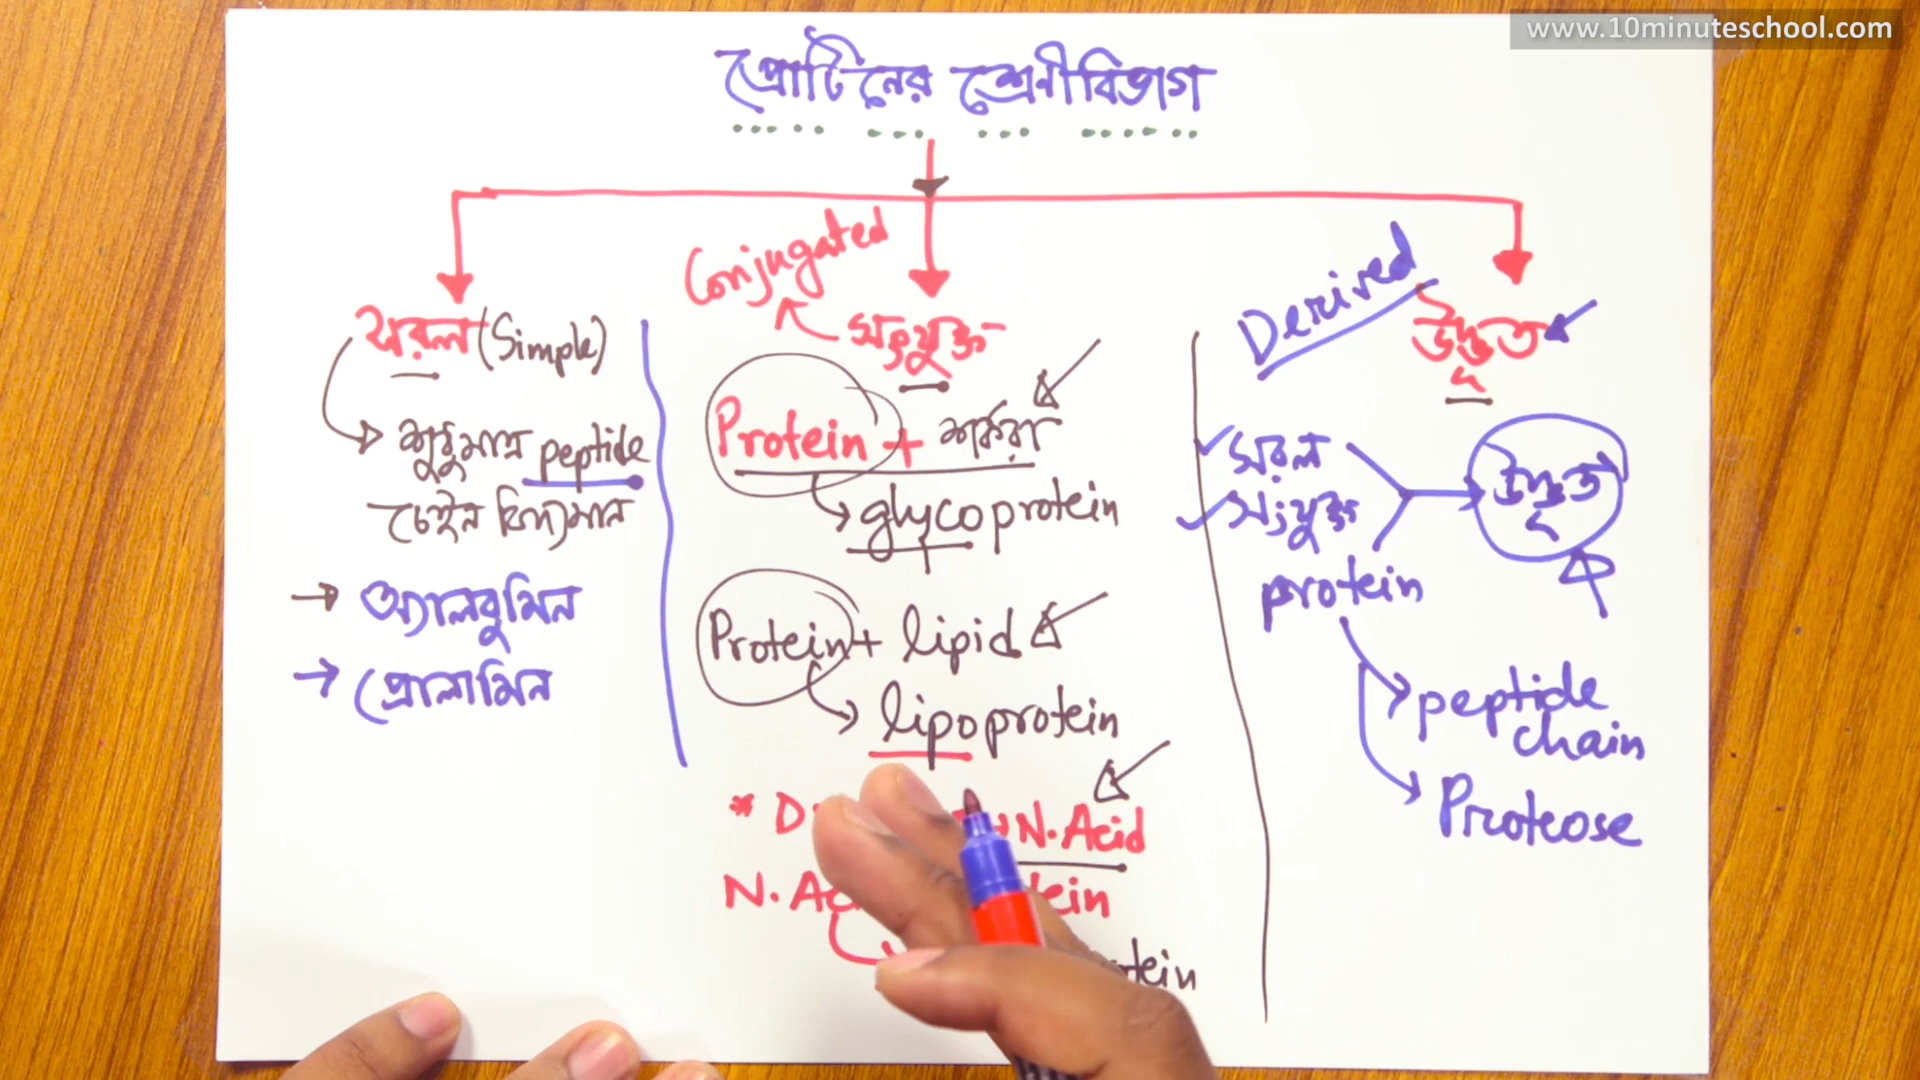 www.10minuteschool.com
প্রোটিনের শ্রেনীবিভাগ
Conjugated
Derived
সরল (Simple)
সংযুক্ত
উদ্ভূত
শুধুমাত্র peptide
চেইন বিদ্যমান
→ অ্যালবুমিন
→ প্রোলামিন
Protein + শর্করা
glycoprotein
Protein + lipid
lipoprotein
N. Acid
N.
সরল
সংযুক্ত
উদ্ভূত
protein
peptide
chain
Proteose